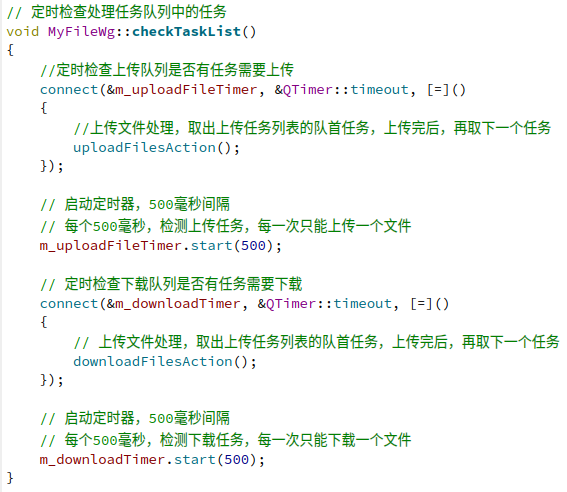 // 定时检查处理任务队列中的任务
void MyFileWg::checkTaskList()
{
    //定时检查上传队列是否有任务需要上传
    connect(&m_uploadFileTimer, &QTimer::timeout, [=]()
    {
        //上传文件处理，取出上传任务列表的队首任务，上传完后，再取下一个任务
        uploadFilesAction();
    });

    // 启动定时器，500毫秒间隔
    // 每个500毫秒，检测上传任务，每一次只能上传一个文件
    m_uploadFileTimer.start(500);

    // 定时检查下载队列是否有任务需要下载
    connect(&m_downloadTimer, &QTimer::timeout, [=]()
    {
        // 上传文件处理，取出上传任务列表的队首任务，上传完后，再取下一个任务
        downloadFilesAction();
    });

    // 启动定时器，500毫秒间隔
    // 每个500毫秒，检测下载任务，每一次只能下载一个文件
    m_downloadTimer.start(500);
}